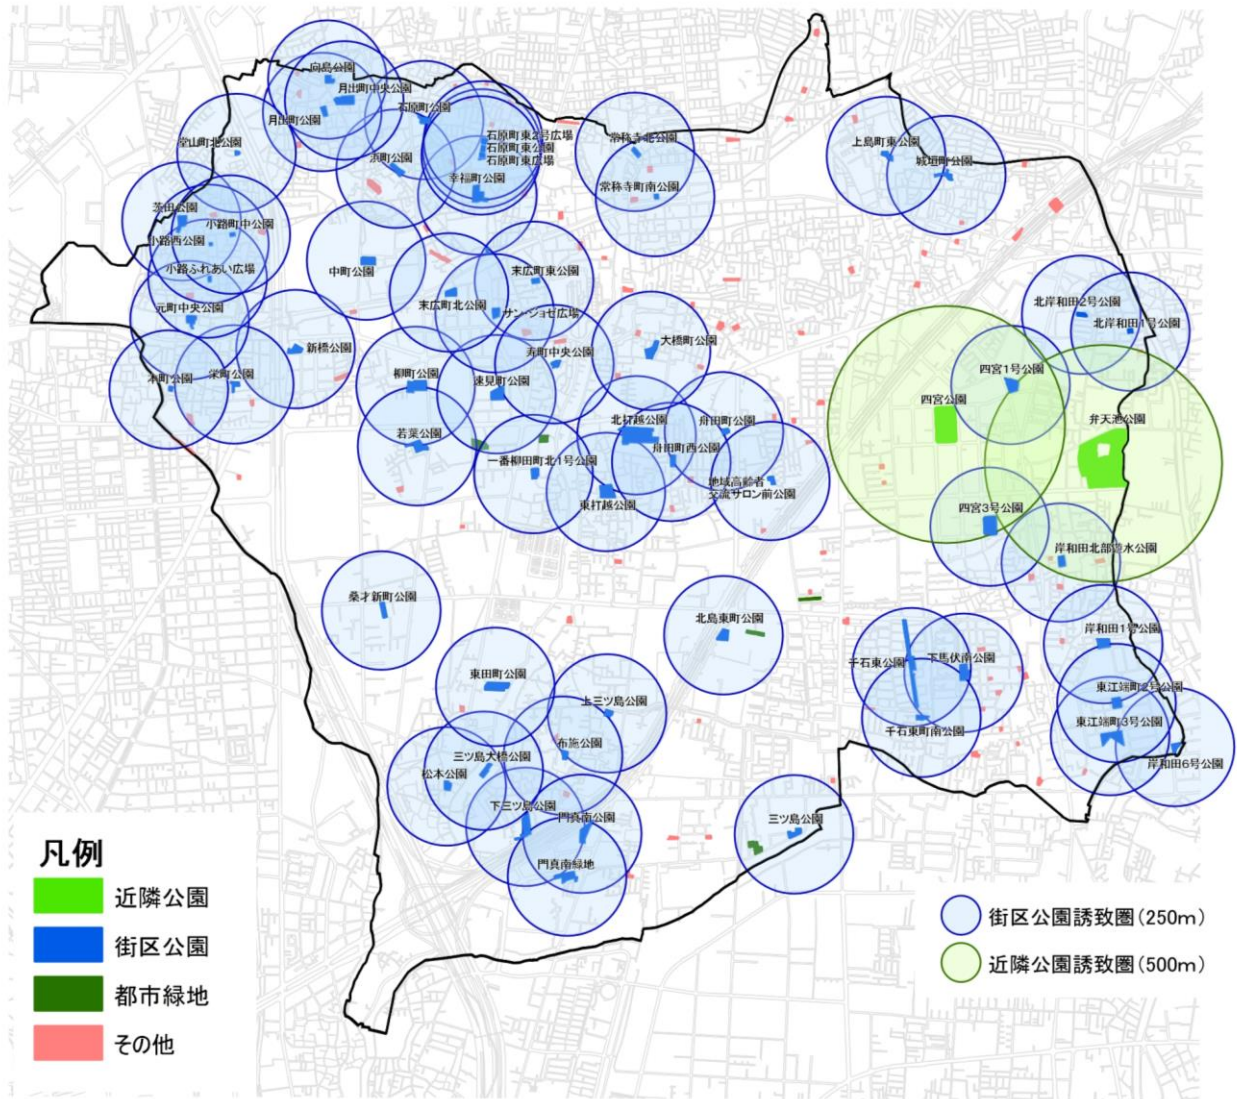 向島公園
月出町中央公園
月出町公園
石原町公園
堂山町北公園
浜町公園
石原町東2号広場
石原町東公園
石原町東広場
幸福町公園
常称寺北公園
常称寺町南公園
上島町東公園
城垣町公園
茨田公園
小路町中公園
小路西公園
小路ふれあい広場
元町中央公園
中町公園
末広町東公園
末広町北公園
サン・ジョゼ広場
北岸和田2号公園
北岸和田1号公園
新橋公園
本町公園
栄町公園
寿町中央公園
大橋町公園
柳町公園
速見町公園
四宮1号公園
四宮公園
弁天池公園
若葉公園
北打越公園
舟田町公園
舟田町西公園
一番柳田町北1号公園
地域高齢者
交流サロン前公園
東打越公園
四宮3号公園
岸和田北部遊水公園
桑才新町公園
北島東町公園
岸和田1号公園
千石東公園
下馬伏南公園
東田町公園
東江端町2号公園
上三ツ島公園
千石東町南公園
東江端町3号公園
布施公園
三ツ島大橋公園
松本公園
岸和田6号公園
下三ツ島公園
門真南公園
三ツ島公園
門真南緑地
凡例
近隣公園
街区公園
都市緑地
その他
街区公園誘致圏(250m)
近隣公園誘致圏(500m)